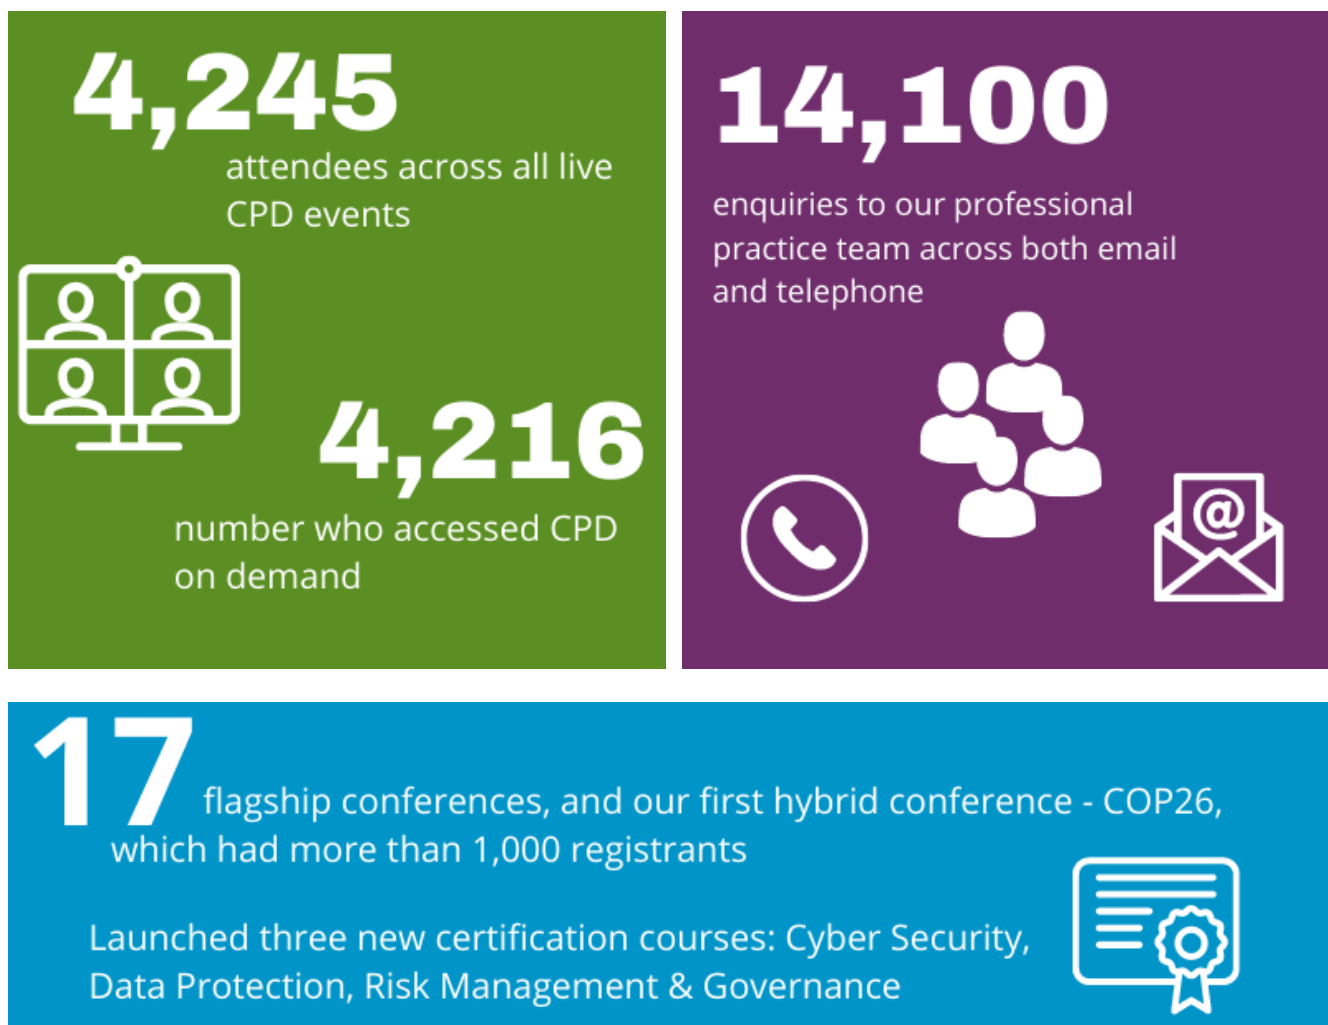 4,245
attendees across all live
CPD events
4,216
number who accessed CPD
on demand
14,100
enquiries to our professional
practice team across both email
and telephone
@
17
flagship conferences, and our first hybrid conference - COP26,
which had more than 1,000 registrants
Launched three new certification courses: Cyber Security,
Data Protection, Risk Management & Governance